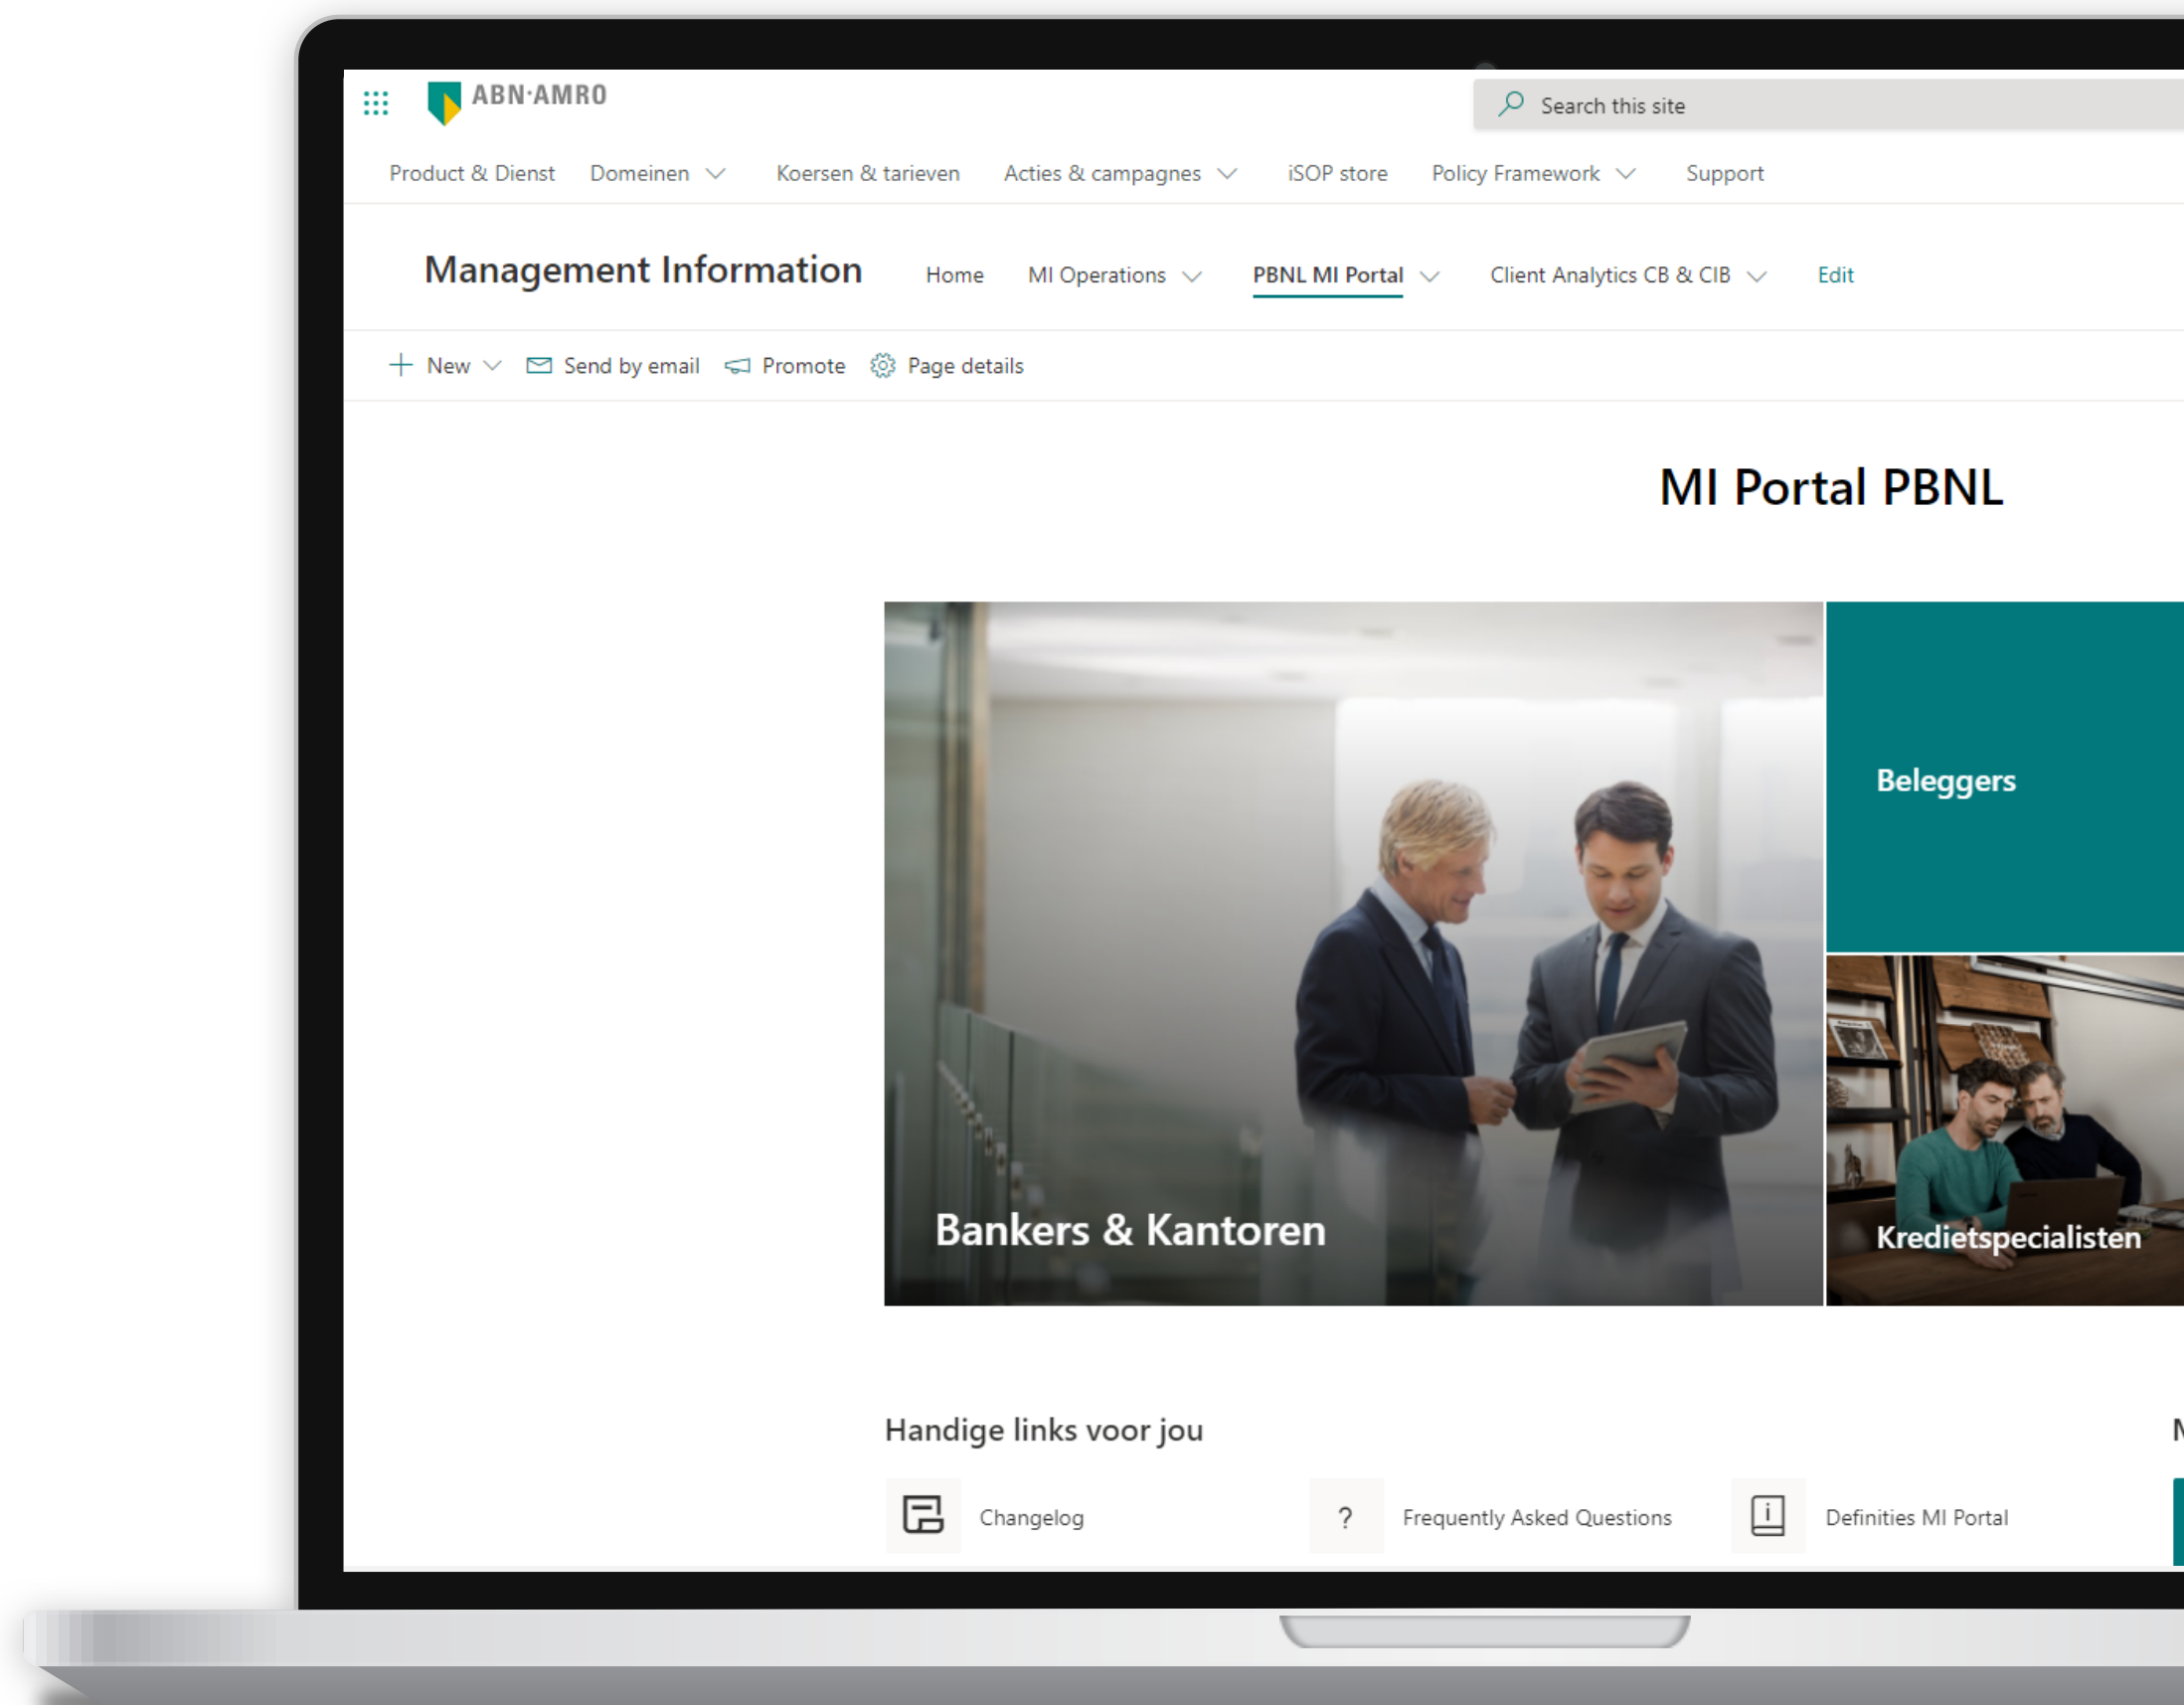 ABN·AMRO
Search this site
Product & Dienst Domeinen Koersen & tarieven Acties & campagnes iSOP store Policy Framework Support
Management Information Home MI Operations PBNL MI Portal Client Analytics CB & CIB Edit
New Send by email Promote Page details
MI Portal PBNL
Beleggers
Bankers & Kantoren
Kredietspecialisten
Handige links voor jou
Changelog ? Frequently Asked Questions i Definities MI Portal